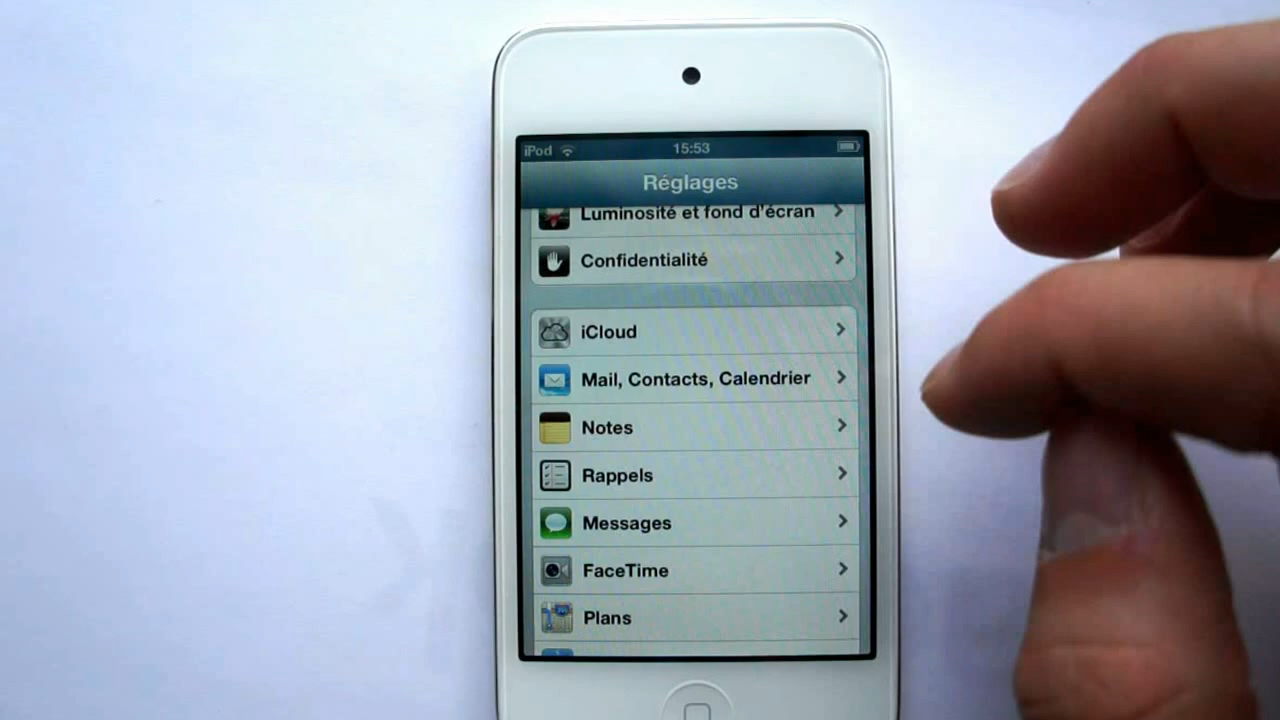 iPod 15:53
Réglages
Luminosité et fond d'écran
Confidentialité
iCloud
Mail, Contacts, Calendrier
Notes
Rappels
Messages
FaceTime
Plans